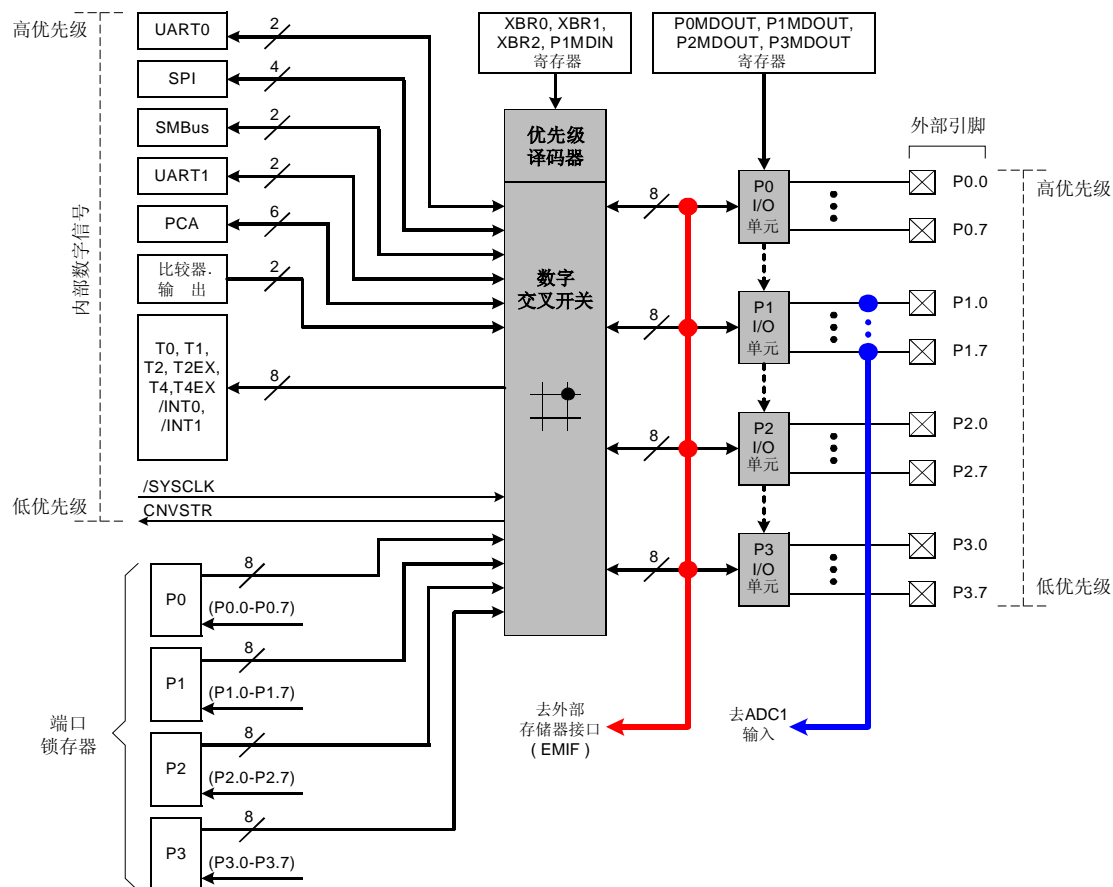 高优先级
UART0
2
SPI
4
SMBus
2
UART1
2
PCA
6
比较器.
输 出
2
T0, T1,
T2, T2EX,
T4,T4EX
/INT0,
/INT1
8
内部数字信号
低优先级
/SYSCLK
CNVSTR
端口
锁存器
P0
8
(P0.0-P0.7)
P1
8
(P1.0-P1.7)
P2
8
(P2.0-P2.7)
P3
8
(P3.0-P3.7)
XBR0, XBR1,
XBR2, P1MDIN
寄存器
优先级
译码器
数字
交叉开关
P0MDOUT, P1MDOUT,
P2MDOUT, P3MDOUT
寄存器
8
8
8
8
P0
I/O
单元
P1
I/O
单元
P2
I/O
单元
P3
I/O
单元
外部引脚
P0.0
P0.7
P1.0
P1.7
P2.0
P2.7
P3.0
P3.7
高优先级
低优先级
去外部
存储器接口
( EMIF )
去ADC1
输入